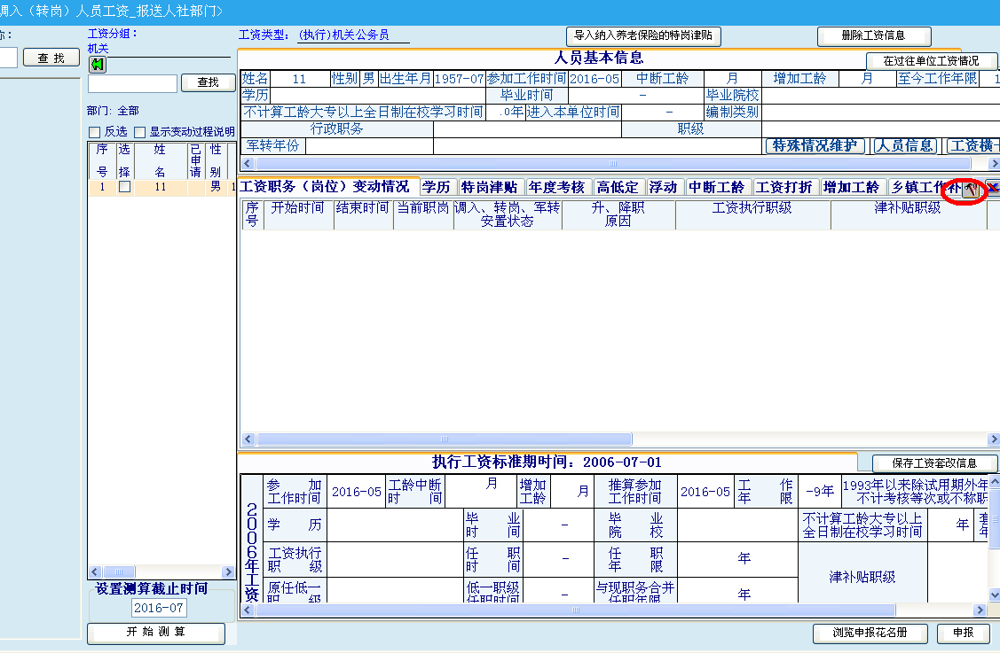 调入（转岗）人员工资_报送人社部门>
称：
查 找
工资分组：
机关
查找
部门: 全部
反选 显示变动过程说明
序号 选择 姓名 已申请 性别
1 11 男 1
设置测算截止时间
2016-07
开 始 测 算
工资类型： (执行)机关公务员
导入纳入养老保险的特岗津贴
删除工资信息
人员基本信息
在过往单位工资情况
姓名 11 性别 男 出生年月 1957-07 参加工作时间 2016-05 中断工龄 月 增加工龄 月 至今工作年限 1
学历 毕业时间 － 毕业院校
不计算工龄大专以上全日制在校学习时间 .0年 进入本单位时间 － 编制类别
行政职务 职级
军转年份 特殊情况维护 人员信息 工资横
工资职务（岗位）变动情况 学历 特岗津贴 年度考核 高低定 浮动 中断工龄 工资打折 增加工龄 乡镇工作补
序号 开始时间 结束时间 当前职岗 调入、转岗、军转安置状态 升、降职原因 工资执行职级 津补贴职级
执行工资标准期时间：2006-07-01
保存工资套改信息
2006年工资
参加工作时间 2016-05 工龄中断时间 月 增加工龄 月 推算参加工作时间 2016-05 工作年限 -9年 1993年以来除试用期外年
不计考核等次或不称职
学 历 毕业时间 － 毕业院校 不计算工龄大专以上全日制在校学习时间 年 套年
工资执行职级 任职时间 － 任职年限 年 津补贴职级
原任低一职级 低一职级任职时间 － 与现职务合并任职年限 年
浏览申报花名册
申报